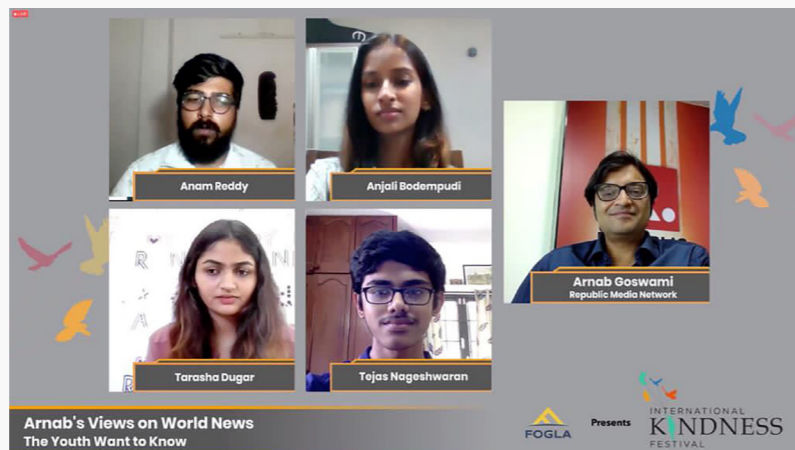 LIVE
Anam Reddy
Anjali Bodempudi
Arnab Goswami
Republic Media Network
Tarasha Dugar
Tejas Nageshwaran
Arnab's Views on World News
The Youth Want to Know
FOGLA
Presents
INTERNATIONAL
KINDNESS
FESTIVAL